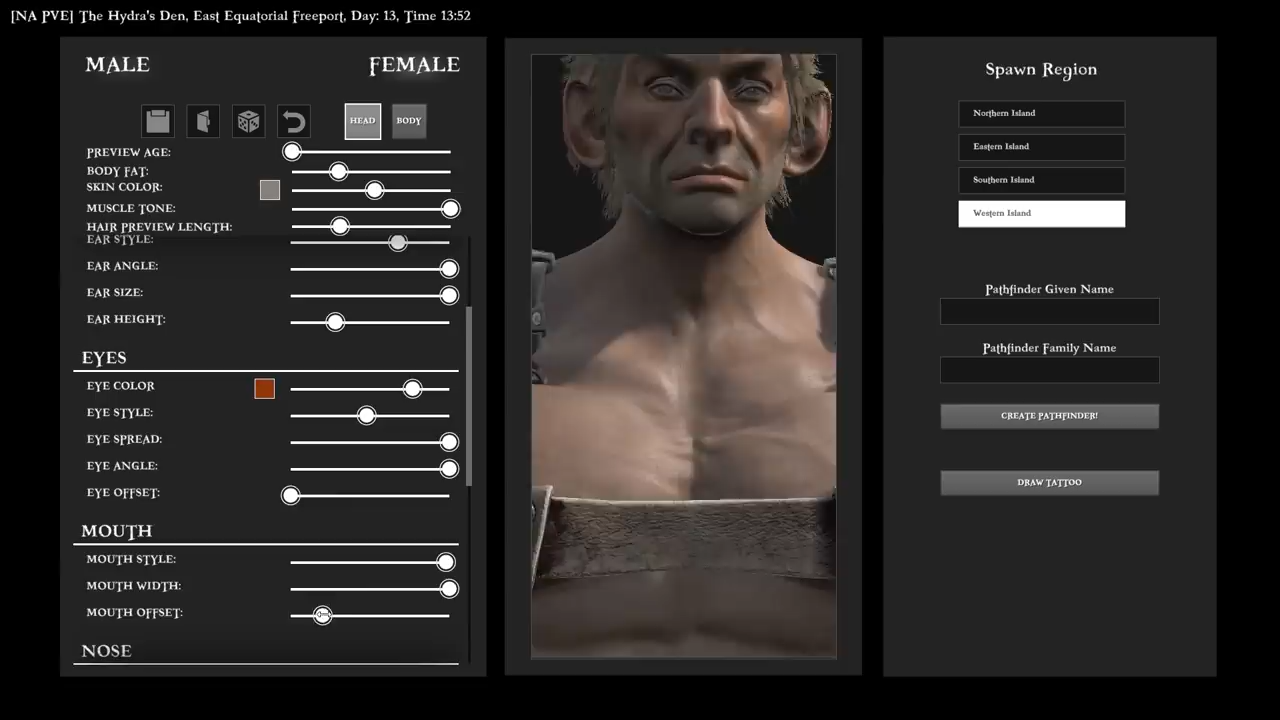 [NA PVE] The Hydra's Den, East Equatorial Freeport, Day: 13, Time 13:52
MALE
FEMALE
HEAD
BODY
PREVIEW AGE:
BODY FAT:
SKIN COLOR:
MUSCLE TONE:
HAIR PREVIEW LENGTH:
EAR STYLE:
EAR ANGLE:
EAR SIZE:
EAR HEIGHT:
EYES
EYE COLOR
EYE STYLE:
EYE SPREAD:
EYE ANGLE:
EYE OFFSET:
MOUTH
MOUTH STYLE:
MOUTH WIDTH:
MOUTH OFFSET:
NOSE
Spawn Region
Northern Island
Eastern Island
Southern Island
Western Island
Pathfinder Given Name
Pathfinder Family Name
CREATE PATHFINDER!
DRAW TATTOO